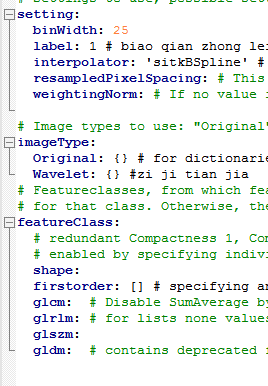 # settings to use, possible set
setting:
binWidth: 25
label: 1 # biao qian zhong lei
interpolator: 'sitkBSpline' #
resampledPixelSpacing: # This
weightingNorm: # If no value i
# Image types to use: "Original"
imageType:
Original: {} # for dictionarie
Wavelet: {} #zi ji tian jia
# Featureclasses, from which fea
# for that class. Otherwise, the
featureClass:
# redundant Compactness 1, Com
# enabled by specifying indivi
shape:
firstorder: [] # specifying an
glcm: # Disable SumAverage by
glrlm: # for lists none values
glszm:
gldm: # contains deprecated f